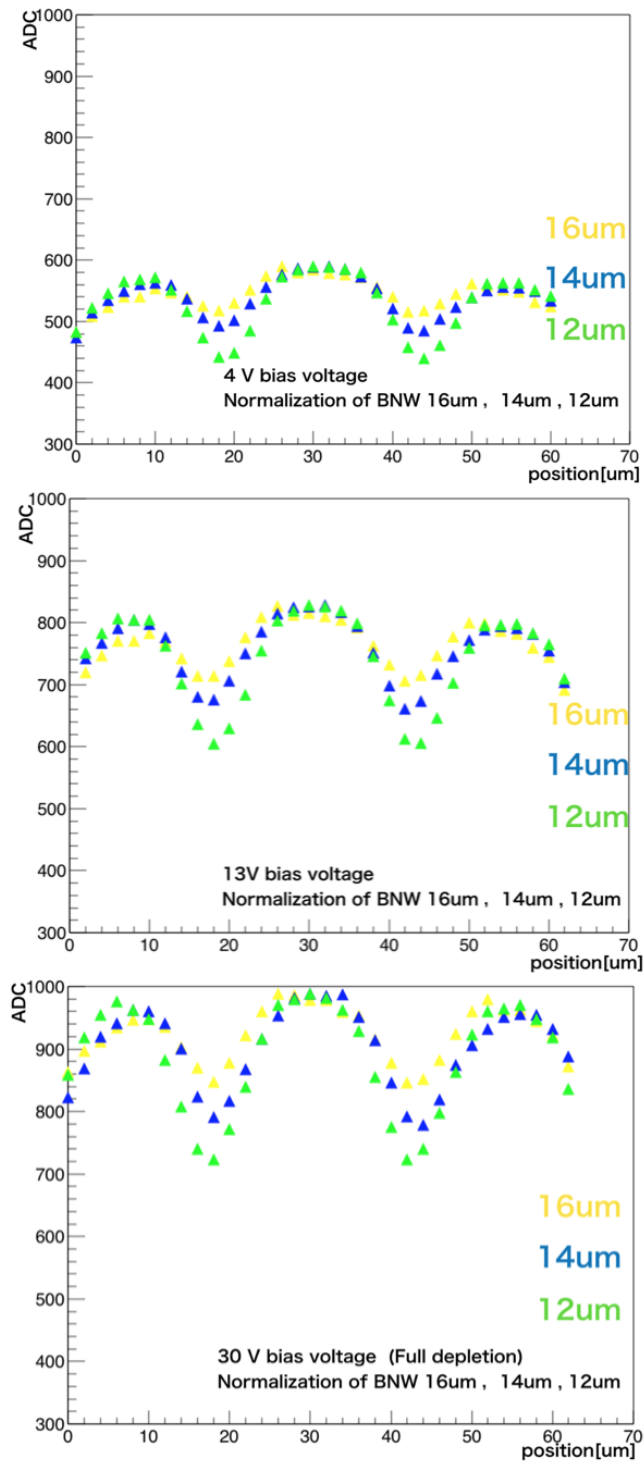 ADC
1000
900
800
700
600
500
400
300
16um
14um
12um
4 V bias voltage
Normalization of BNW 16um , 14um , 12um
0 10 20 30 40 50 60 70
position[um]
ADC
1000
900
800
700
600
500
400
300
16um
14um
12um
13V bias voltage
Normalization of BNW 16um , 14um , 12um
0 10 20 30 40 50 60 70
position[um]
ADC
1000
900
800
700
600
500
400
300
16um
14um
12um
30 V bias voltage (Full depletion)
Normalization of BNW 16um , 14um , 12um
0 10 20 30 40 50 60 70
position[um]